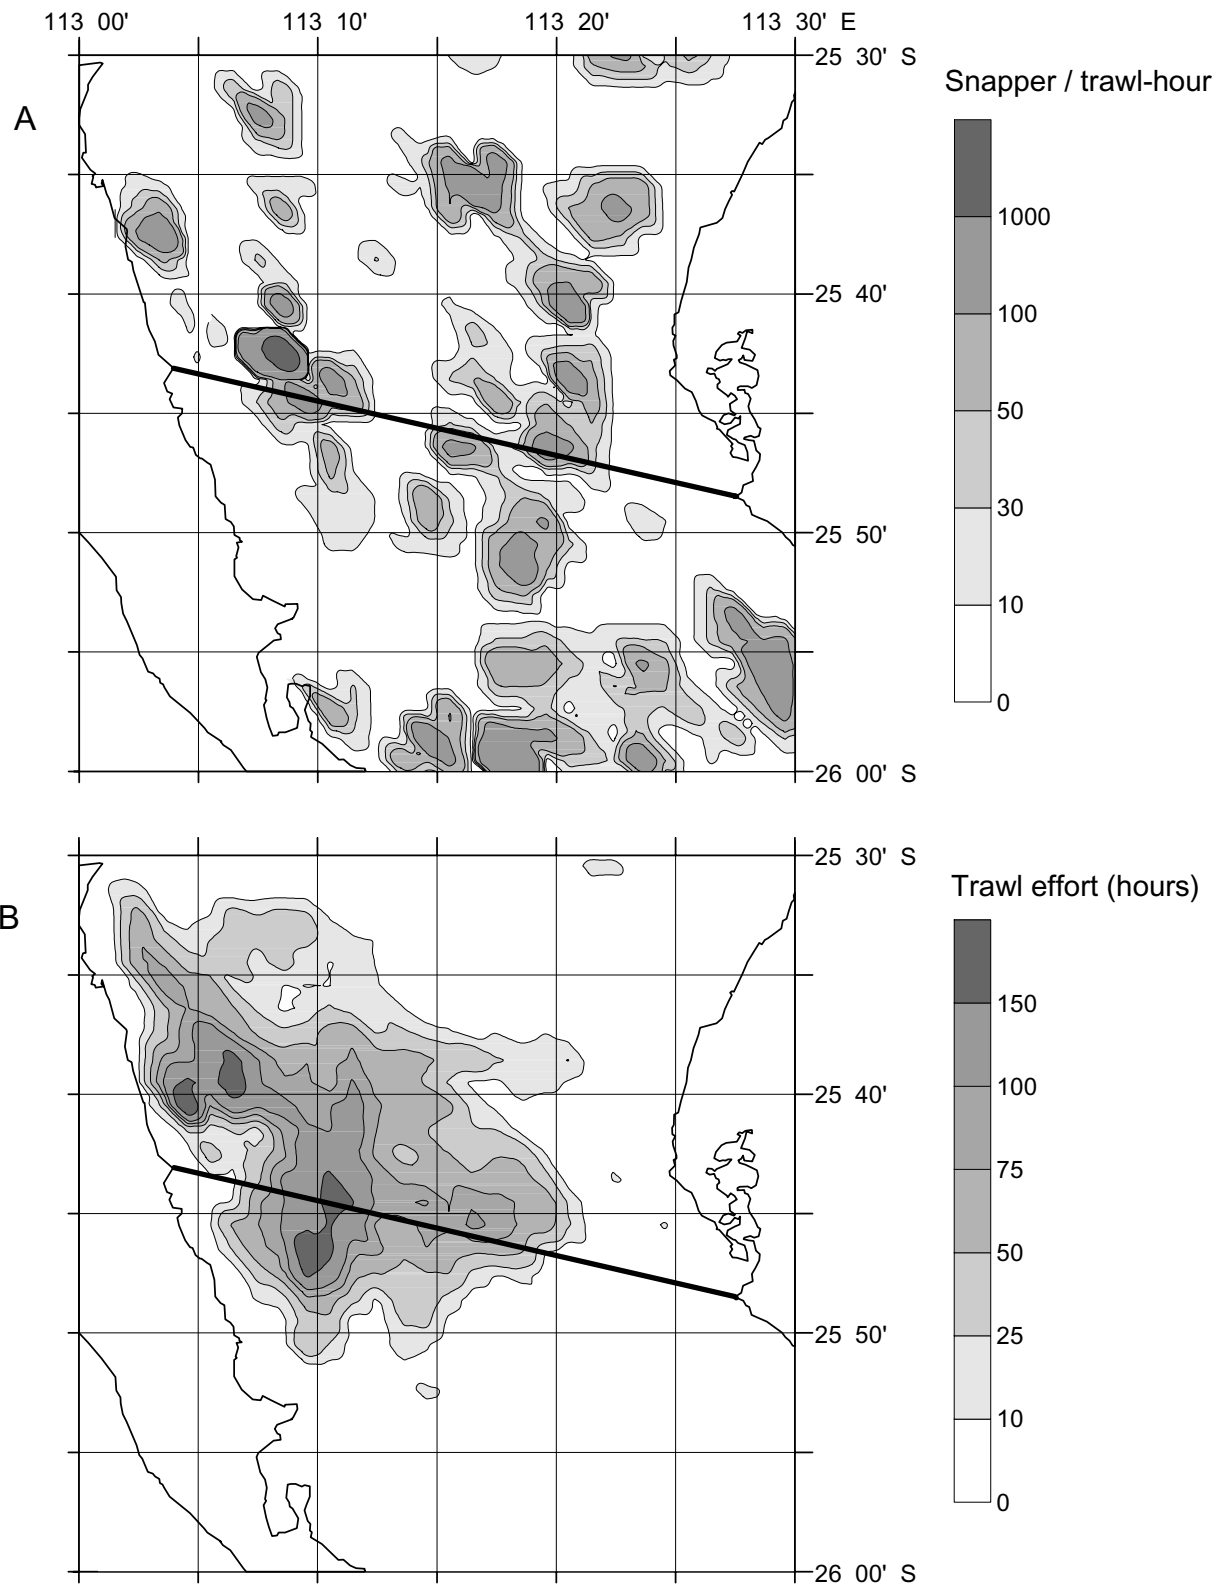 113 00' 113 10' 113 20' 113 30' E
25 30' S
Snapper / trawl-hour
A
1000
100
50
30
10
0
25 40'
25 50'
26 00' S
25 30' S
Trawl effort (hours)
B
150
100
75
50
25
10
0
25 40'
25 50'
26 00' S